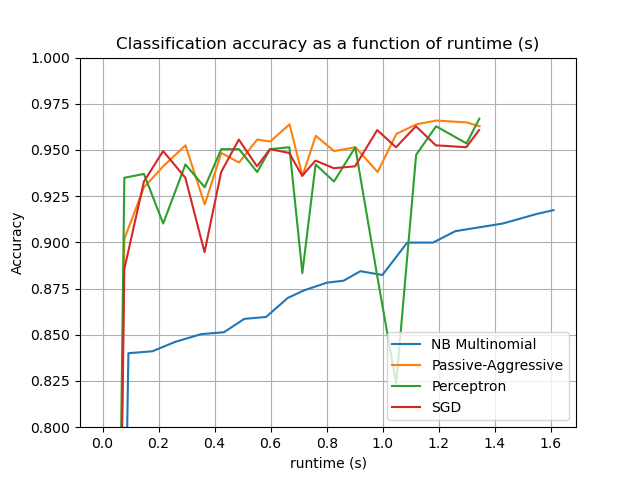 Classification accuracy as a function of runtime (s)
1.000
0.975
0.950
0.925
0.900
0.875
0.850
0.825
0.800
Accuracy
NB Multinomial
Passive-Aggressive
Perceptron
SGD
0.0 0.2 0.4 0.6 0.8 1.0 1.2 1.4 1.6
runtime (s)